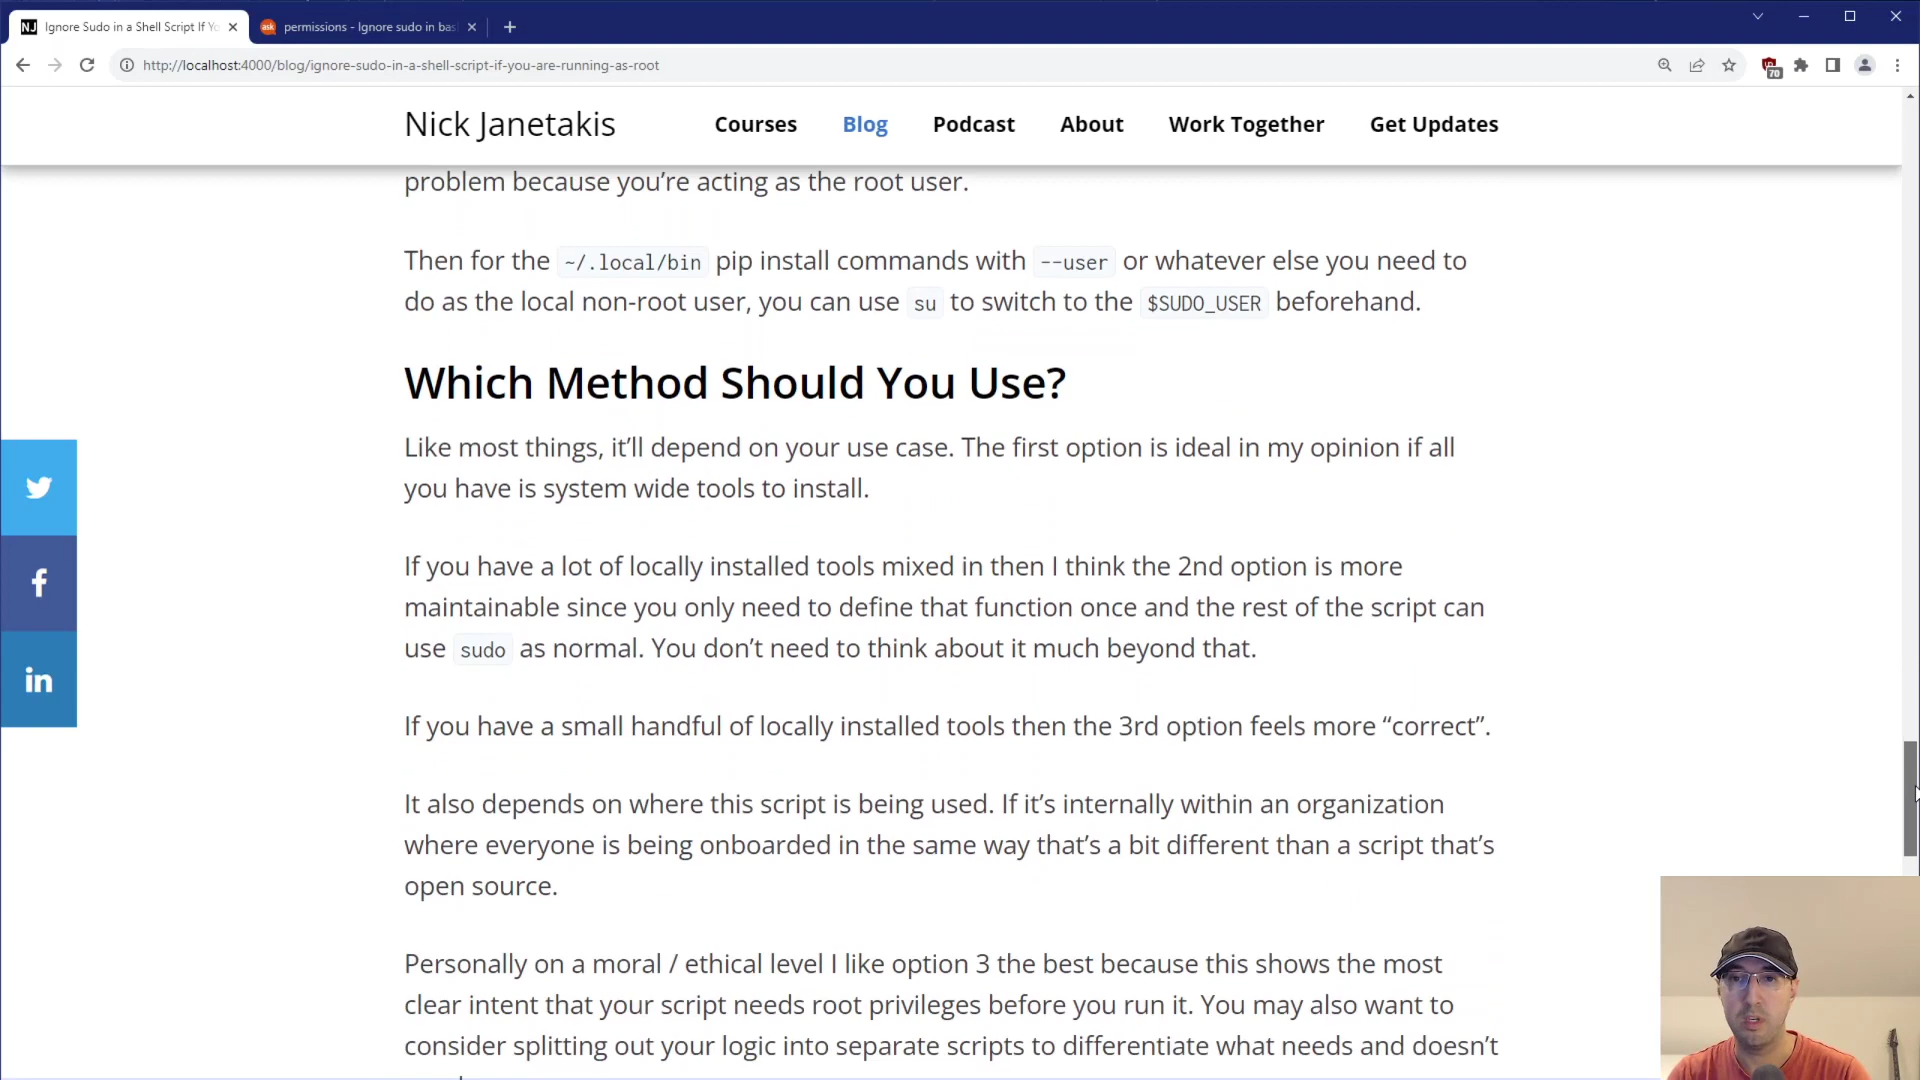 Ignore Sudo in a Shell Script If Yo
permissions - Ignore sudo in bas
http://localhost:4000/blog/ignore-sudo-in-a-shell-script-if-you-are-running-as-root
70
Nick Janetakis
Courses
Blog
Podcast
About
Work Together
Get Updates
problem because you’re acting as the root user.
Then for the ~/.local/bin pip install commands with --user or whatever else you need to
do as the local non-root user, you can use su to switch to the $SUDO_USER beforehand.
Which Method Should You Use?
Like most things, it’ll depend on your use case. The first option is ideal in my opinion if all
you have is system wide tools to install.
If you have a lot of locally installed tools mixed in then I think the 2nd option is more
maintainable since you only need to define that function once and the rest of the script can
use sudo as normal. You don’t need to think about it much beyond that.
If you have a small handful of locally installed tools then the 3rd option feels more “correct”.
It also depends on where this script is being used. If it’s internally within an organization
where everyone is being onboarded in the same way that’s a bit different than a script that’s
open source.
Personally on a moral / ethical level I like option 3 the best because this shows the most
clear intent that your script needs root privileges before you run it. You may also want to
consider splitting out your logic into separate scripts to differentiate what needs and doesn’t